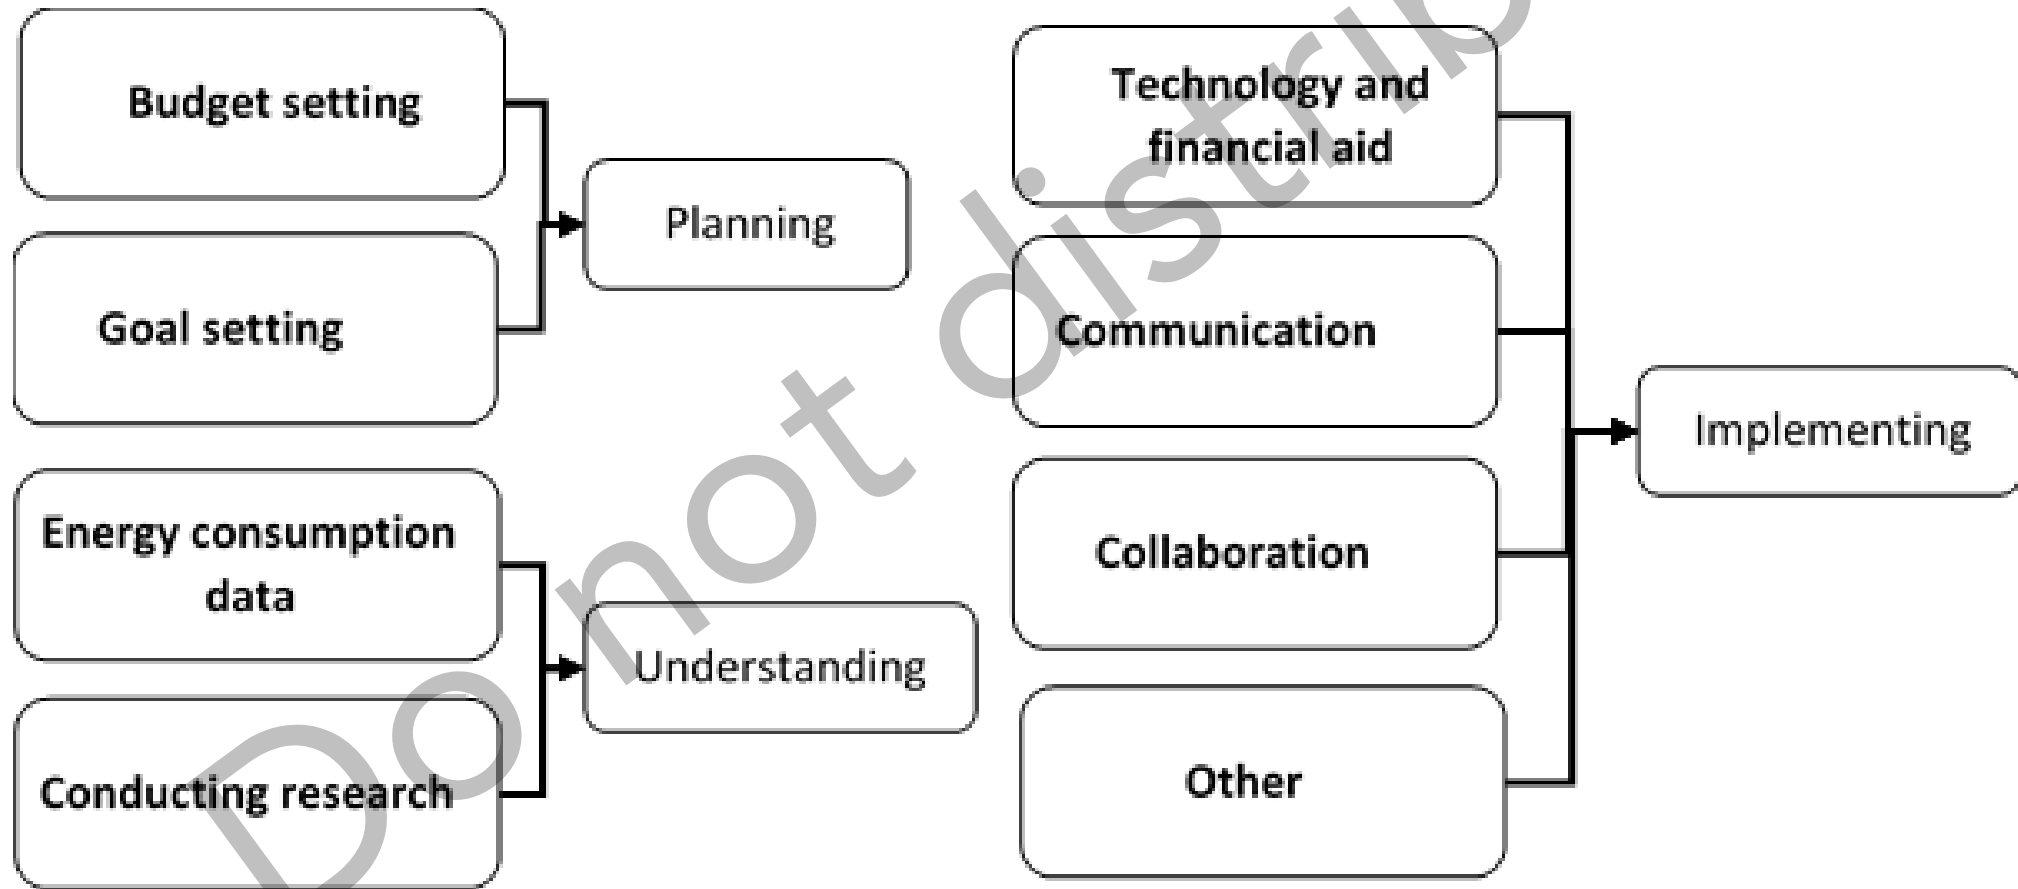 Budget setting
Goal setting
Planning
Energy consumption
data
Conducting research
Understanding
Technology and
financial aid
Communication
Collaboration
Other
Implementing
Do not distrib